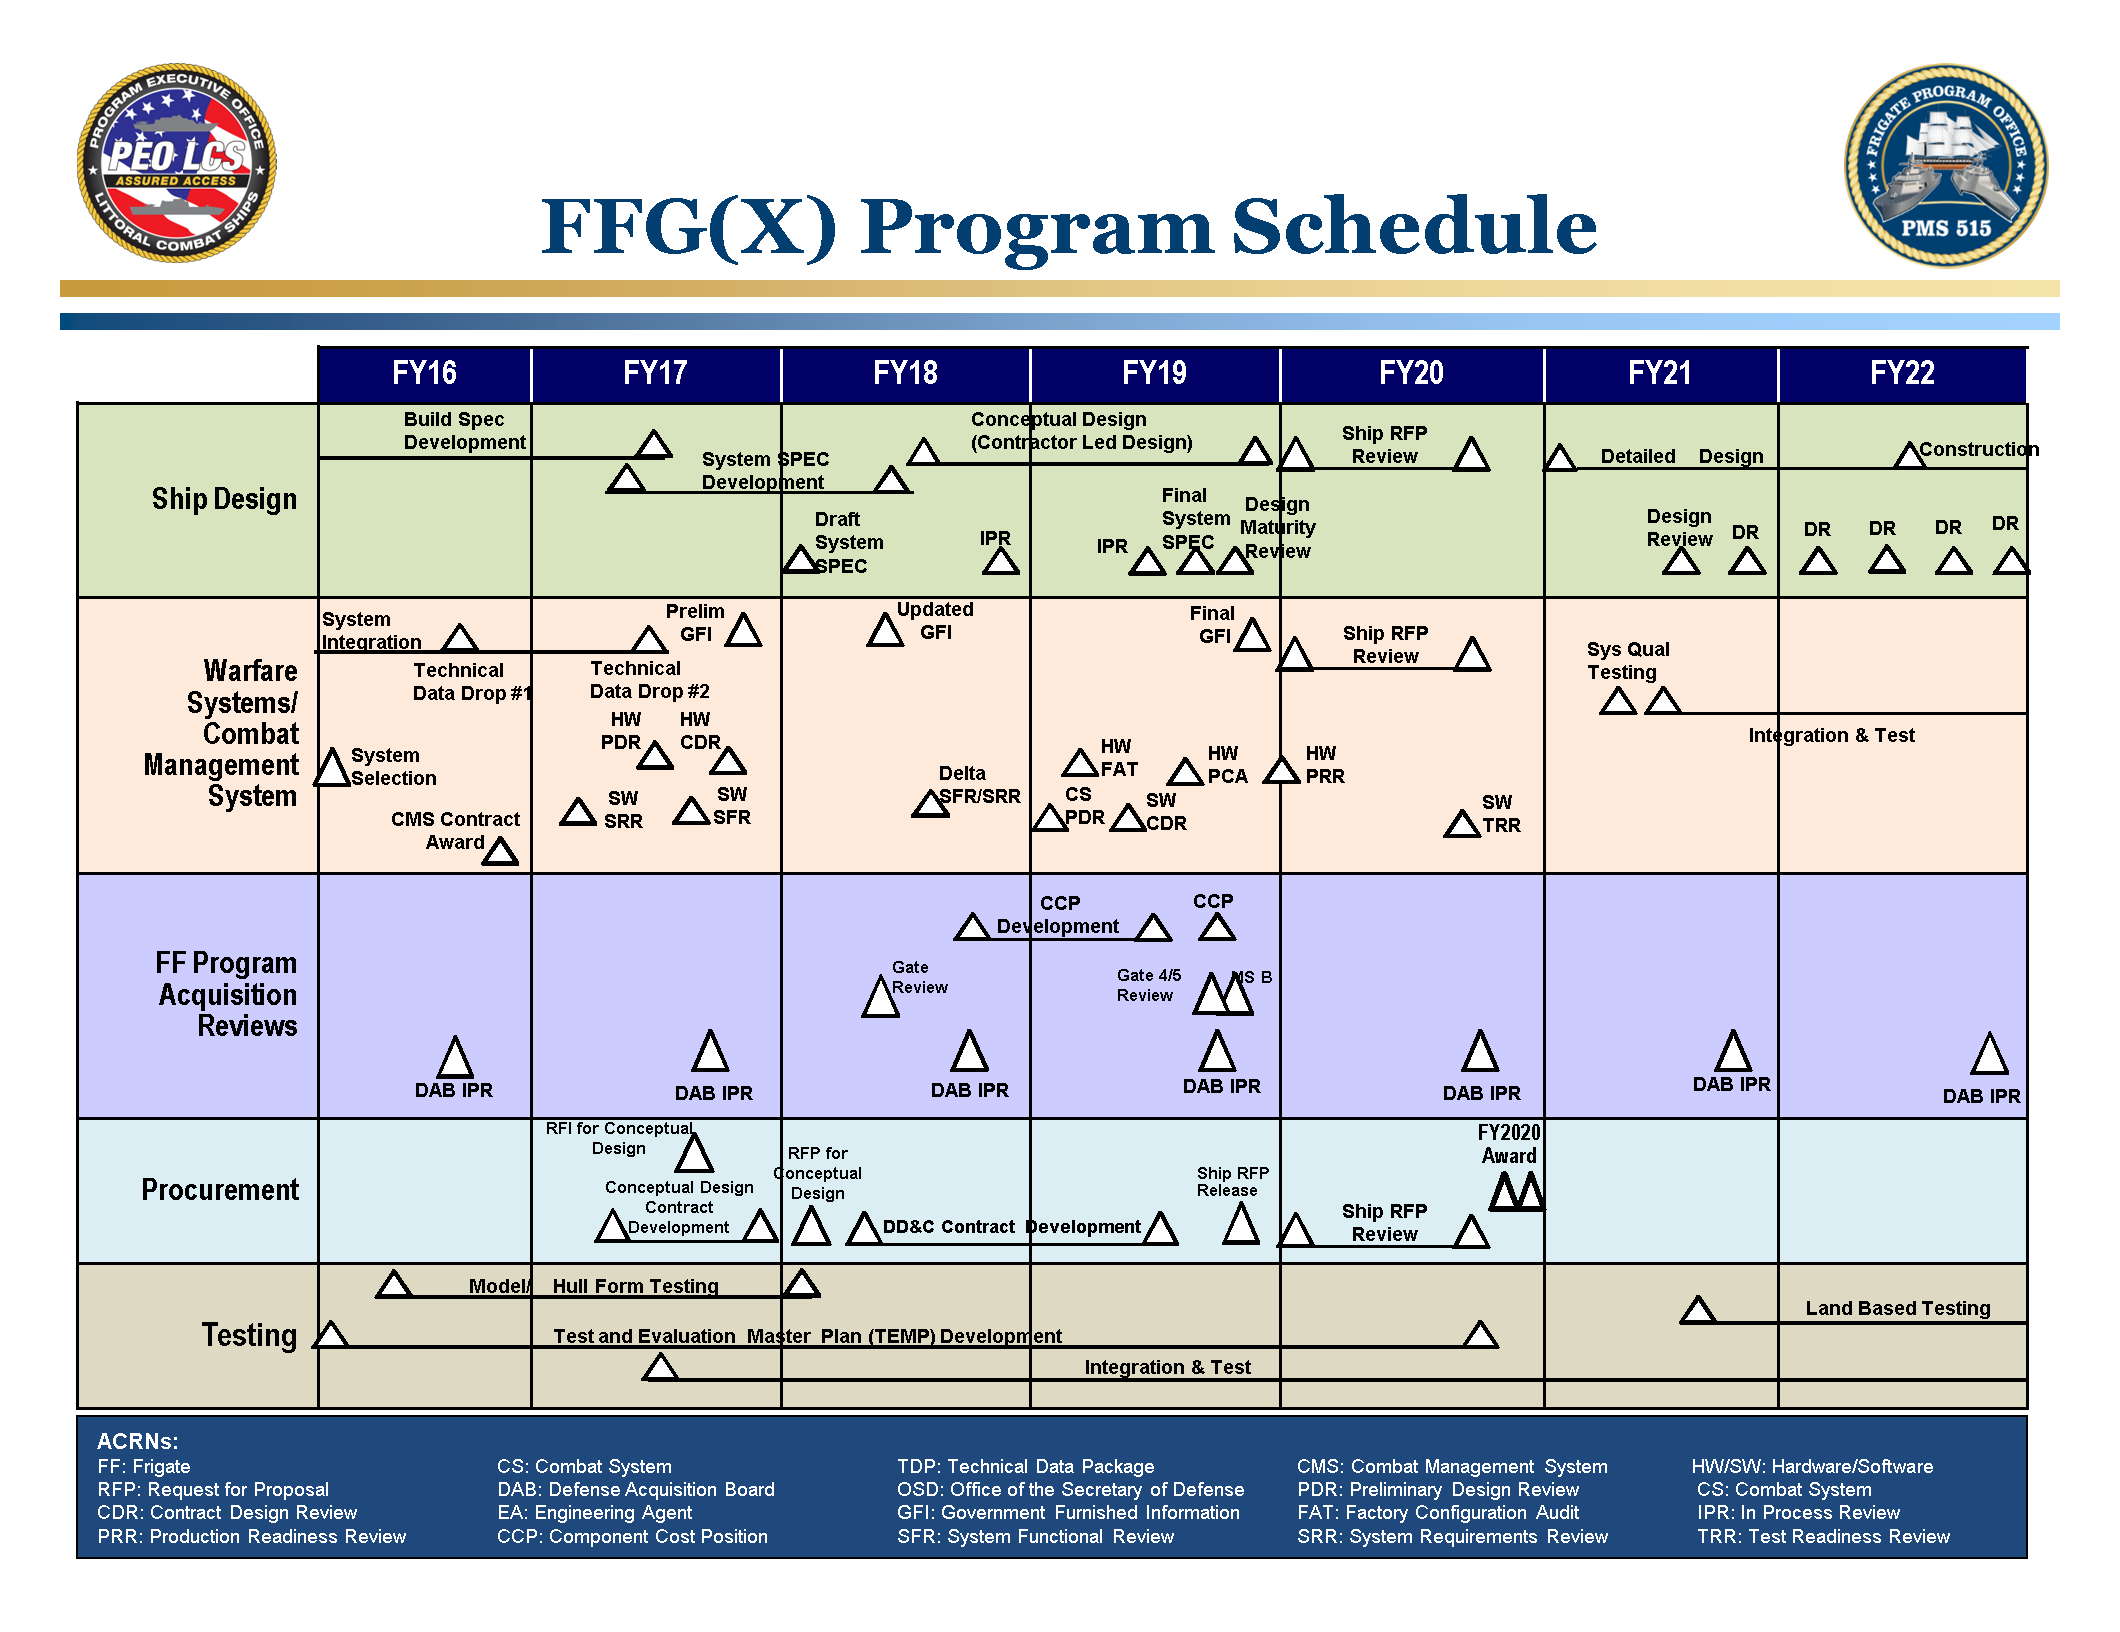 PROGRAM EXECUTIVE OFFICE
PEO LCS
ASSURED ACCESS
LITTORAL COMBAT SHIPS
FRIGATE PROGRAM OFFICE
PMS 515
FFG(X) Program Schedule
FY16 FY17 FY18 FY19 FY20 FY21 FY22
Ship Design
Build Spec
Development
System SPEC
Development
Conceptual Design
(Contractor Led Design)
Ship RFP
Review
Detailed Design
Construction
Draft
System
SPEC
IPR
IPR
Final
System
SPEC
Design
Maturity
Review
Design
Review
DR
DR
DR
DR
DR
Warfare
Systems/
Combat
Management
System
System
Integration
Technical
Data Drop #1
Prelim
GFI
Technical
Data Drop #2
Updated
GFI
Final
GFI
Ship RFP
Review
Sys Qual
Testing
Integration & Test
System
Selection
CMS Contract
Award
HW
PDR
HW
CDR
SW
SRR
SW
SFR
Delta
SFR/SRR
HW
FAT
CS
PDR
SW
CDR
HW
PCA
HW
PRR
SW
TRR
FF Program
Acquisition
Reviews
CCP
Development
CCP
Gate
Review
Gate 4/5
Review
MS B
DAB IPR
DAB IPR
DAB IPR
DAB IPR
DAB IPR
DAB IPR
DAB IPR
Procurement
RFI for Conceptual
Design
Conceptual Design
Contract
Development
RFP for
Conceptual
Design
DD&C Contract Development
Ship RFP
Release
Ship RFP
Review
FY2020
Award
Testing
Model/ Hull Form Testing
Test and Evaluation Master Plan (TEMP) Development
Integration & Test
Land Based Testing
ACRNs:
FF: Frigate CS: Combat System TDP: Technical Data Package CMS: Combat Management System HW/SW: Hardware/Software
RFP: Request for Proposal DAB: Defense Acquisition Board OSD: Office of the Secretary of Defense PDR: Preliminary Design Review CS: Combat System
CDR: Contract Design Review EA: Engineering Agent GFI: Government Furnished Information FAT: Factory Configuration Audit IPR: In Process Review
PRR: Production Readiness Review CCP: Component Cost Position SFR: System Functional Review SRR: System Requirements Review TRR: Test Readiness Review